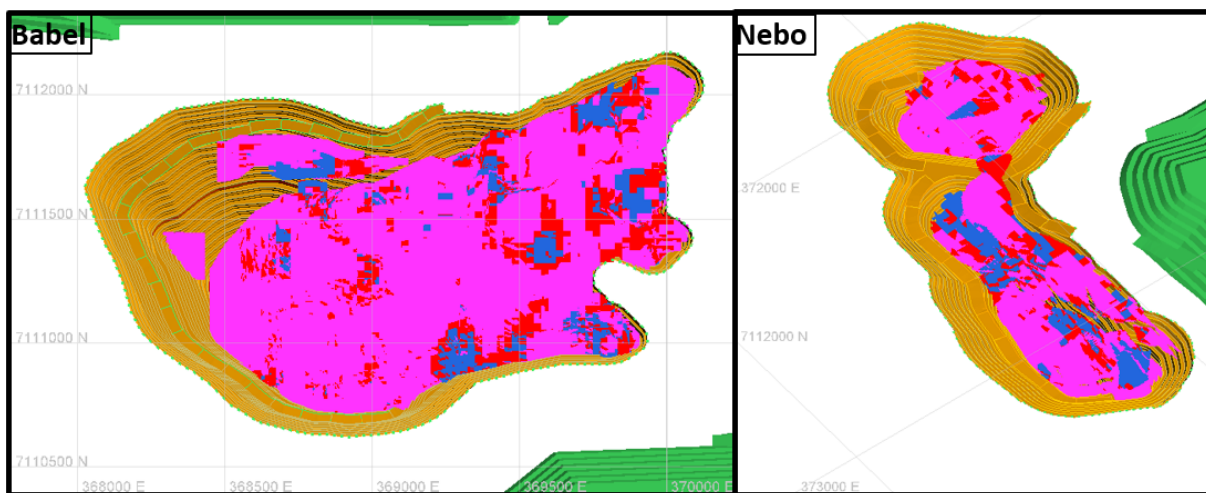 Babel
Nebo
7112000 N
7111500 N
7111000 N
7110500 N
368000 E
368500 E
369000 E
369500 E
370000 E
372000 E
7112000 N
373000 E